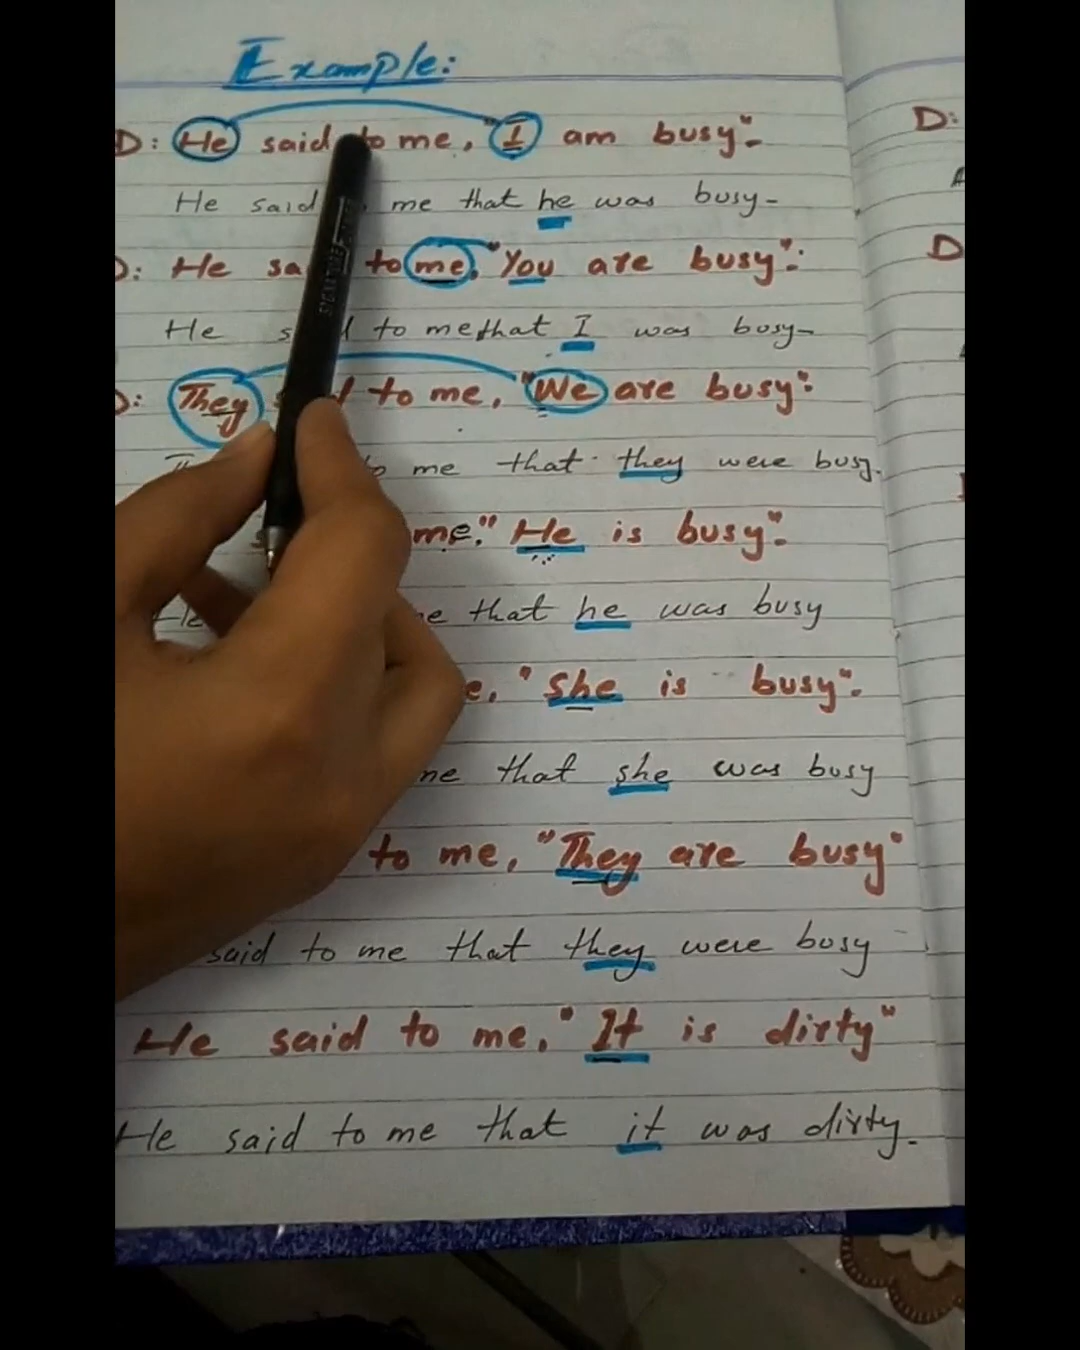 Example:
D: He said to me, "I am busy".
He said me that he was busy-
D: He sa to me, "You are busy".
He to me that I was busy-
D: They to me, "We are busy".
me that they were busy.
me." He is busy".
He that he was busy
"She is busy".
that she was busy
to me, "They are busy"
said to me that they were busy
He said to me, "It is dirty"
He said to me that it was dirty.
D:
D